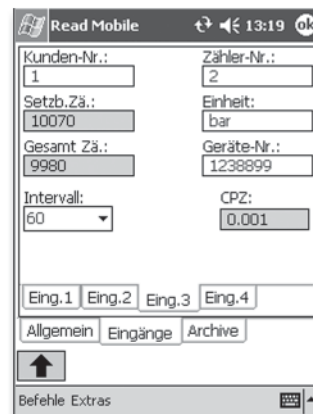 Read Mobile 13:19 ok
Kunden-Nr.: Zähler-Nr.:
1 2
Setzb.Zä.: Einheit:
10070 bar
Gesamt Zä.: Geräte-Nr.:
9980 1238899
Intervall: CPZ:
60 0.001
Eing.1 Eing.2 Eing.3 Eing.4
Allgemein Eingänge Archive
Befehle Extras